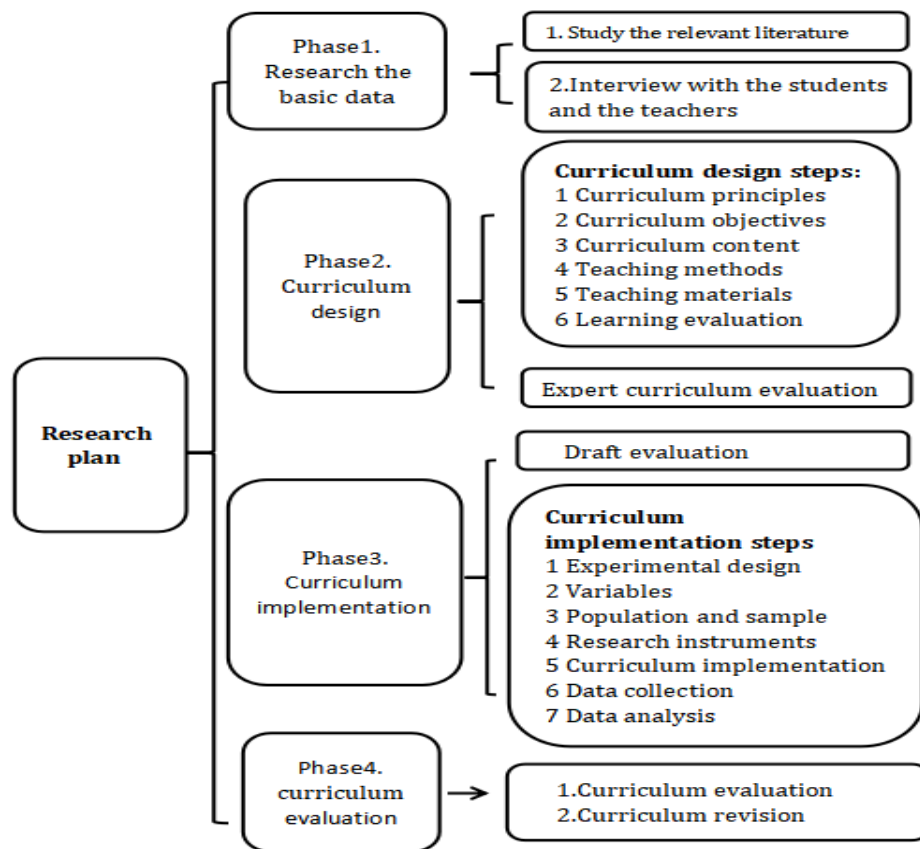 Research
plan
Phase1.
Research the
basic data
1. Study the relevant literature
2.Interview with the students
and the teachers
Phase2.
Curriculum
design
Curriculum design steps:
1 Curriculum principles
2 Curriculum objectives
3 Curriculum content
4 Teaching methods
5 Teaching materials
6 Learning evaluation
Expert curriculum evaluation
Phase3.
Curriculum
implementation
Draft evaluation
Curriculum
implementation steps
1 Experimental design
2 Variables
3 Population and sample
4 Research instruments
5 Curriculum implementation
6 Data collection
7 Data analysis
Phase4.
curriculum
evaluation
1.Curriculum evaluation
2.Curriculum revision